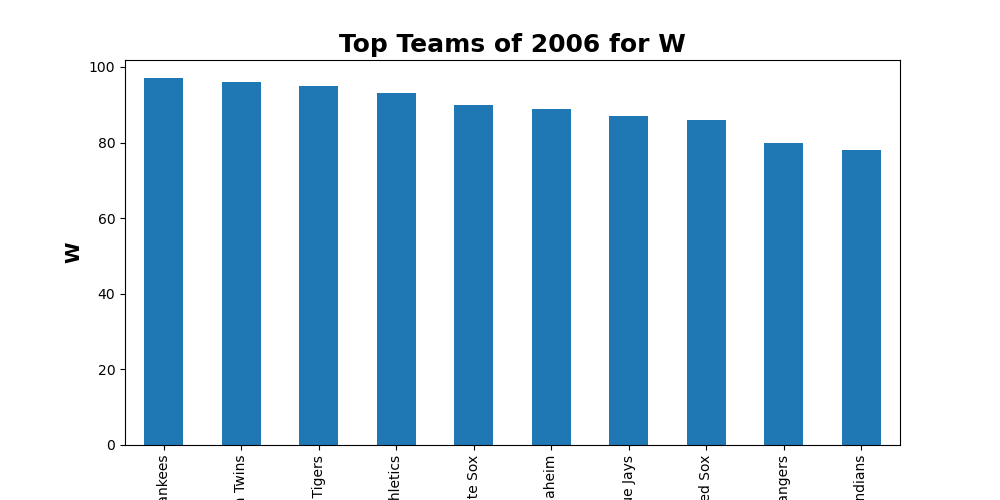 Top Teams of 2006 for W
W
100
80
60
40
20
0
ankees
Twins
Tigers
hletics
te Sox
aheim
ue Jays
ed Sox
angers
ndians